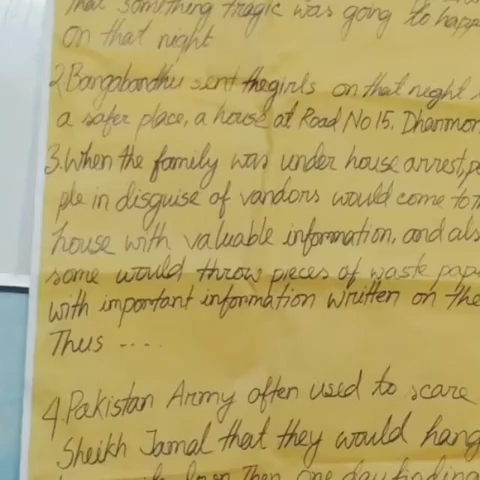 That something tragic was going to happ
on that night
2. Bangabandhu sent the girls on that night
a safer place, a house at Road No 15, Dhanmon
3. When the family was under house arrest, pe
ple in disguise of vandors would come to
house with valuable information, and als
some would throw pieces of waste pap
with important information written on the
Thus ....
4. Pakistan Army often used to scare
Sheikh Jamal that they would hang
Then one day finding